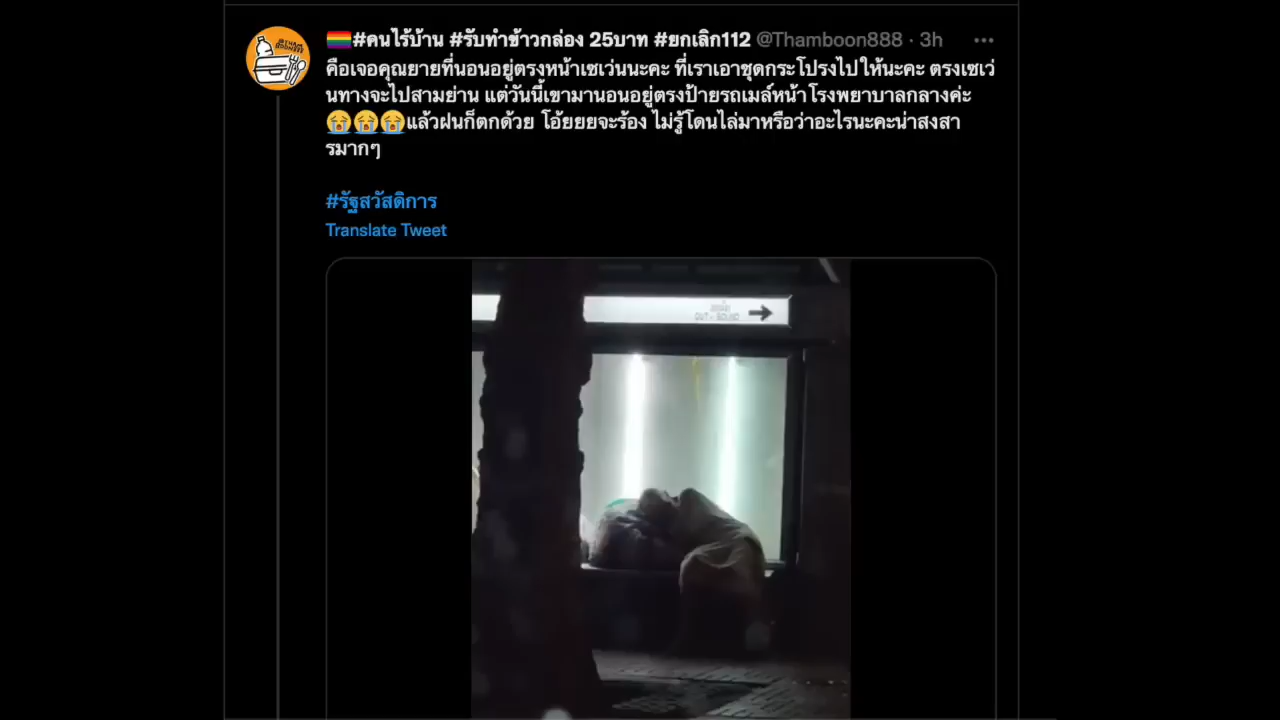 🏳️‍🌈#คนไร้บ้าน #รับทำข้าวกล่อง 25บาท #ยกเลิก112 @Thamboon888 · 3h
คือเจอคุณยายที่นอนอยู่ตรงหน้าเซเว่นนะคะ ที่เราเอาชุดกระโปรงไปให้นะคะ ตรงเซเว่
นทางจะไปสามย่าน แต่วันนี้เขามานอนอยู่ตรงป้ายรถเมล์หน้าโรงพยาบาลกลางค่ะ
😭😭😭แล้วฝนก็ตกด้วย โอ้ยยยจะร้อง ไม่รู้โดนไล่มาหรือว่าอะไรนะคะน่าสงสา
รมากๆ
#รัฐสวัสดิการ
Translate Tweet